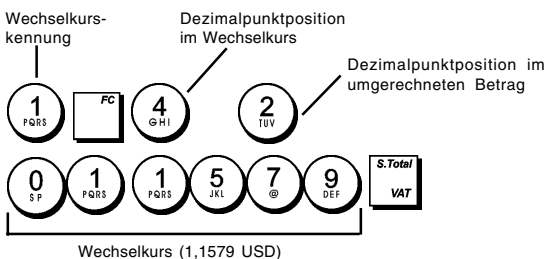 Wechselkurs-
kennung
Dezimalpunktposition
im Wechselkurs
Dezimalpunktposition im
umgerechneten Betrag
1 PQRS FC 4 GHI 2 TUV
0 SP 1 PQRS 1 PQRS 5 JKL 7 @ 9 DEF S.Total VAT
Wechselkurs (1,1579 USD)